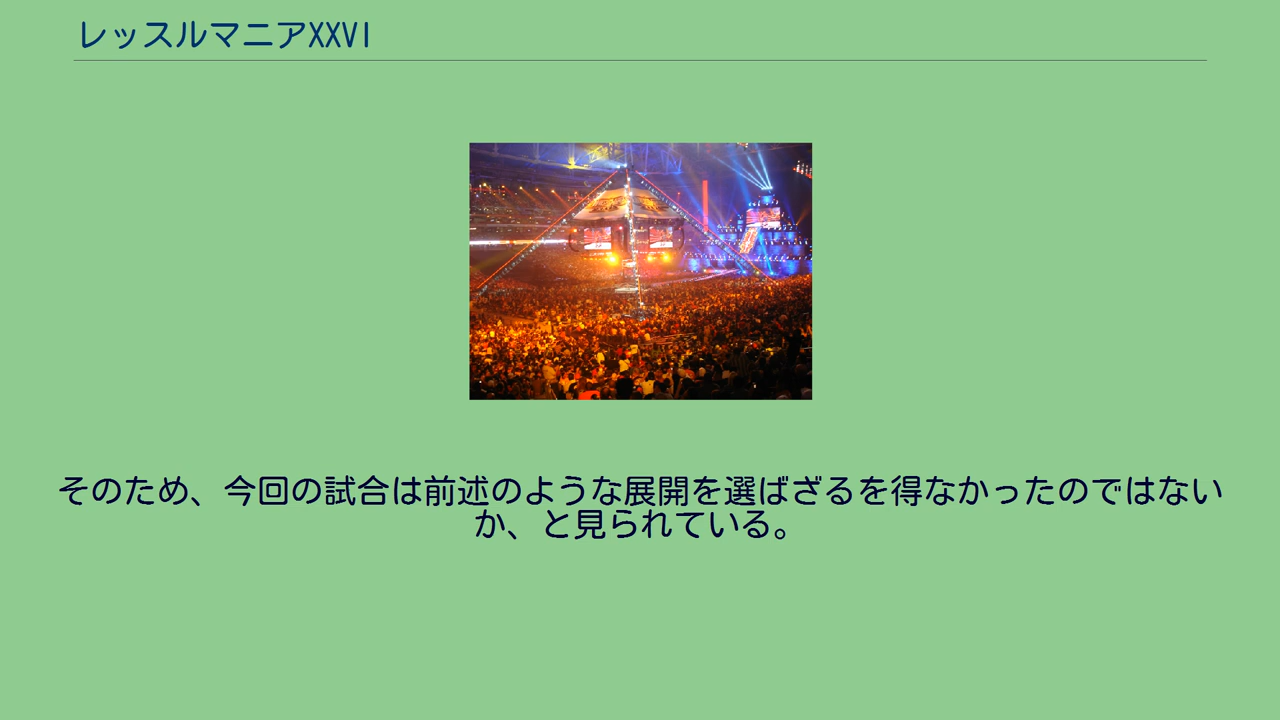 レッスルマニアXXVI
そのため、今回の試合は前述のような展開を選ばざるを得なかったのではない
か、と見られている。